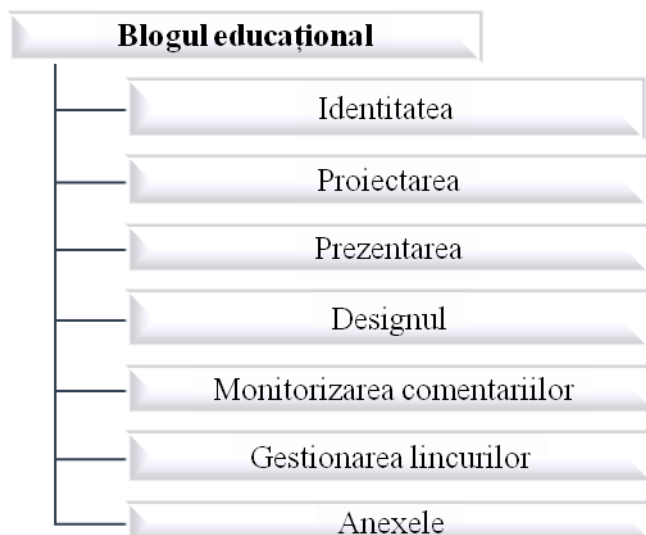 Blogul educațional
Identitatea
Proiectarea
Prezentarea
Designul
Monitorizarea comentariilor
Gestionarea lincurilor
Anexele